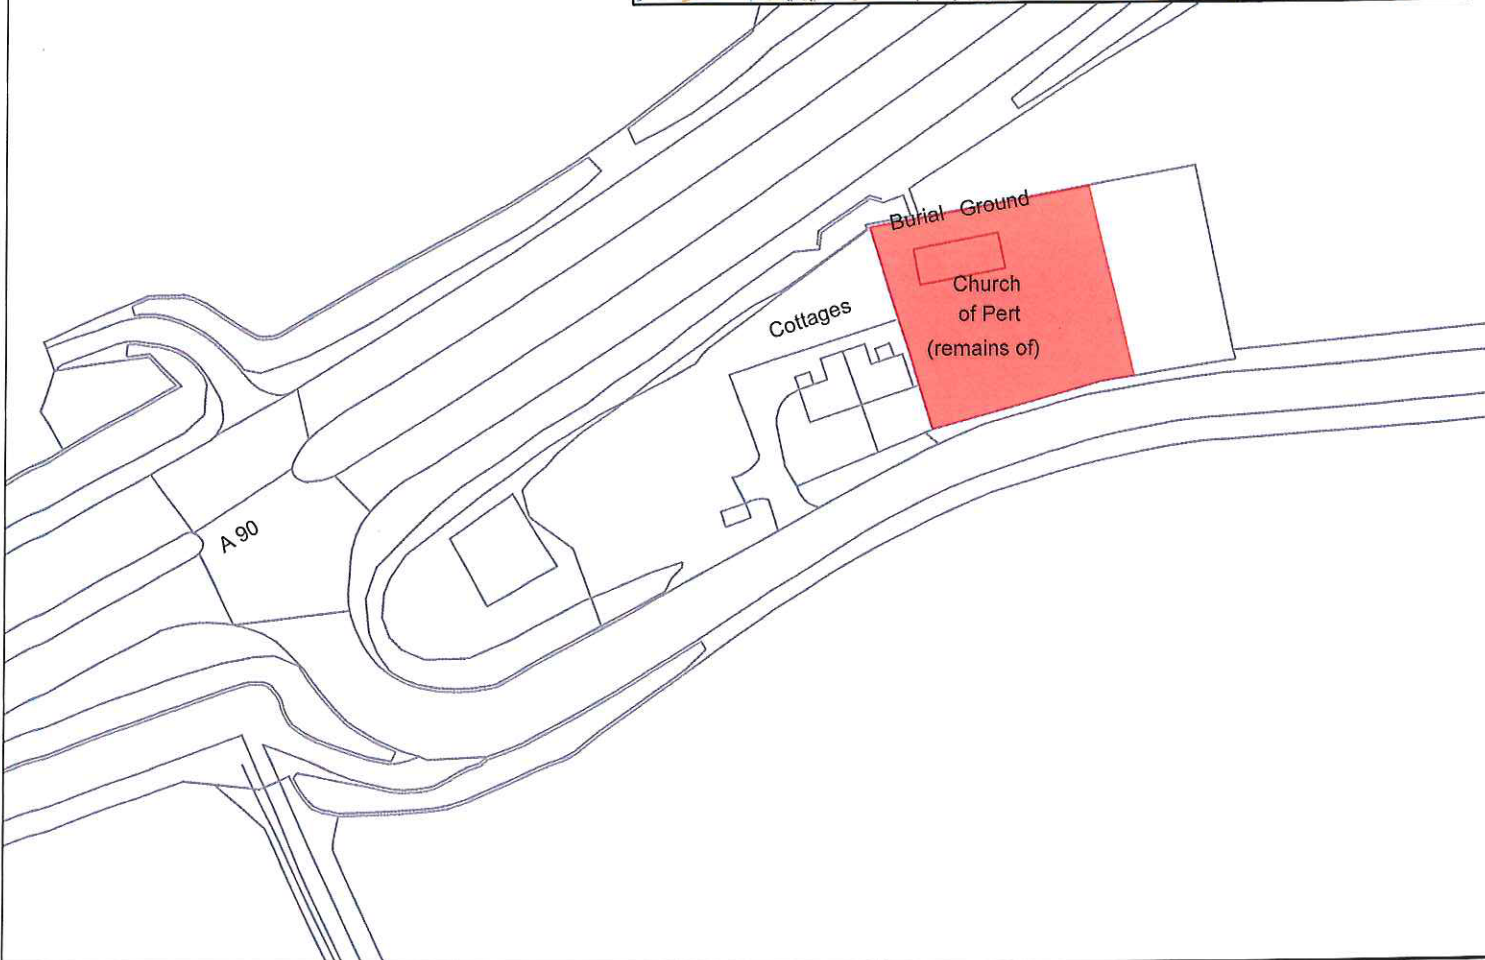 Burial Ground
Church
of Pert
(remains of)
Cottages
A 90